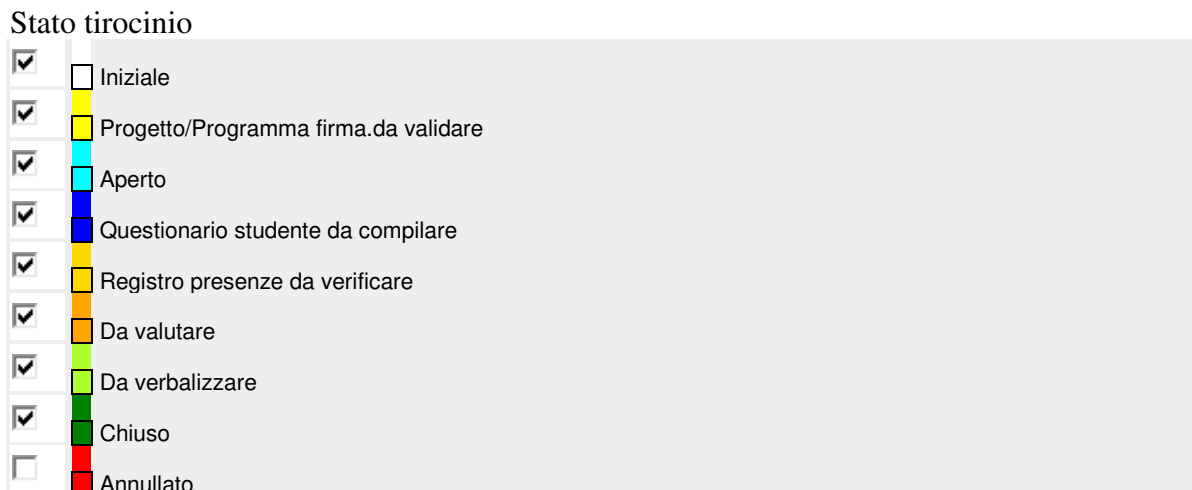 Stato tirocinio
Iniziale
Progetto/Programma firma.da validare
Aperto
Questionario studente da compilare
Registro presenze da verificare
Da valutare
Da verbalizzare
Chiuso
Annullato